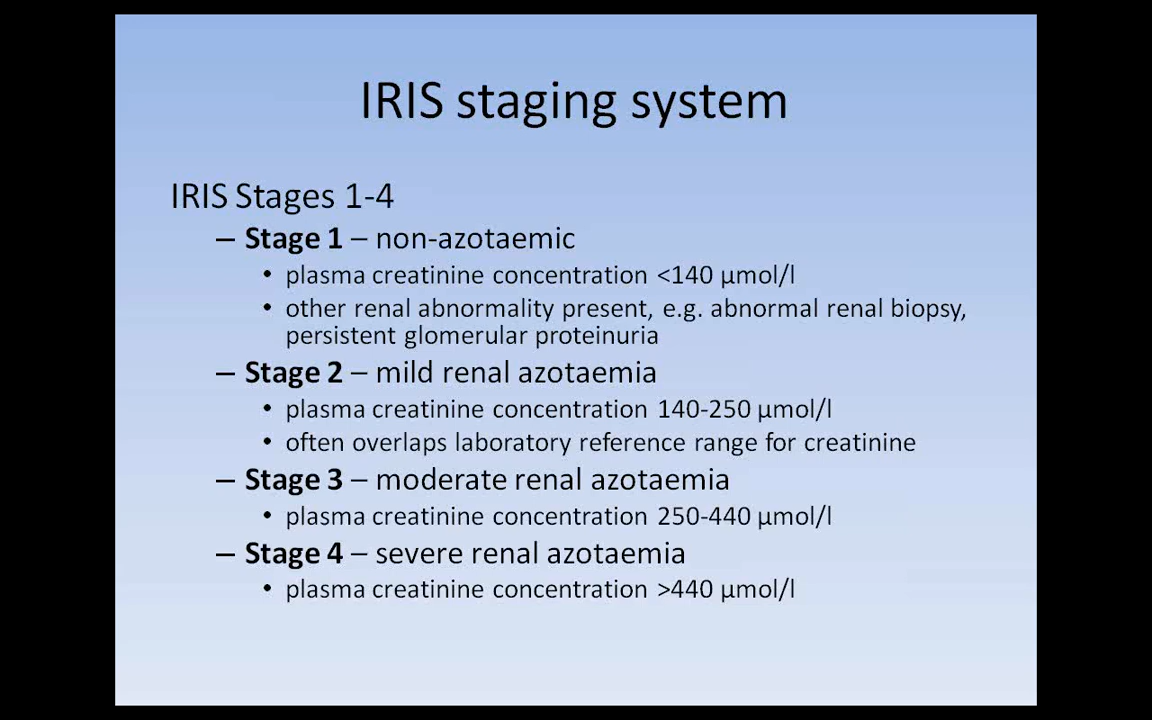 IRIS staging system
IRIS Stages 1-4
– Stage 1 – non-azotaemic
• plasma creatinine concentration <140 µmol/l
• other renal abnormality present, e.g. abnormal renal biopsy,
persistent glomerular proteinuria
– Stage 2 – mild renal azotaemia
• plasma creatinine concentration 140-250 µmol/l
• often overlaps laboratory reference range for creatinine
– Stage 3 – moderate renal azotaemia
• plasma creatinine concentration 250-440 µmol/l
– Stage 4 – severe renal azotaemia
• plasma creatinine concentration >440 µmol/l